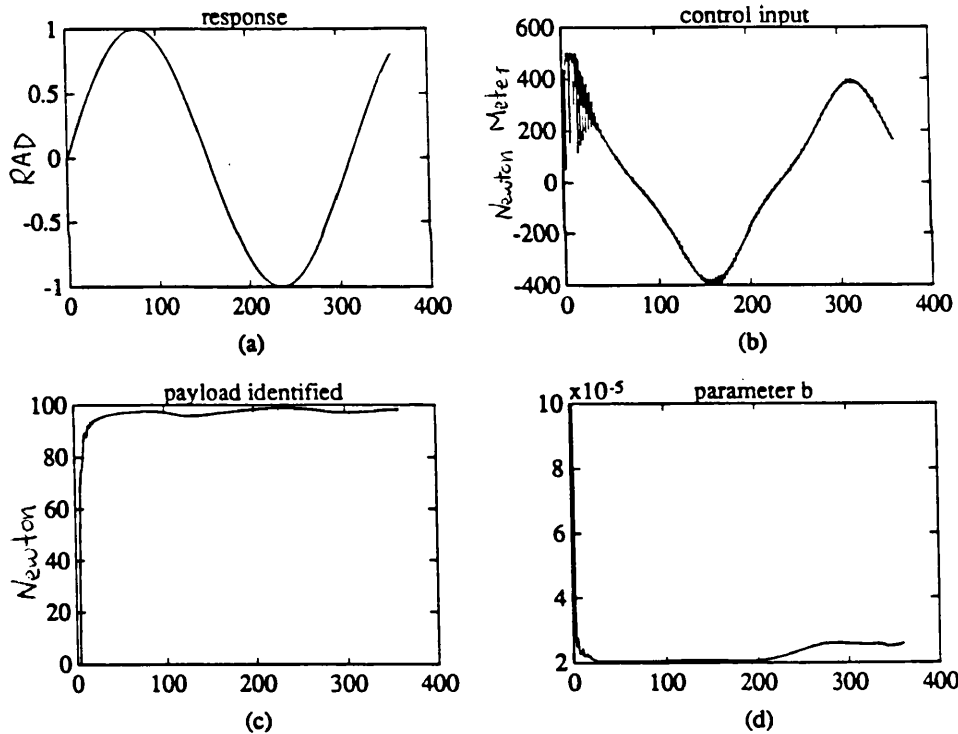 response
1
0.5
0
-0.5
-1
RAD
0 100 200 300 400
(a)
control input
600
400
200
0
-200
-400
Newton Meter
0 100 200 300 400
(b)
payload identified
100
80
60
40
20
0
Newton
0 100 200 300 400
(c)
x10-5 parameter b
10
8
6
4
2
0 100 200 300 400
(d)